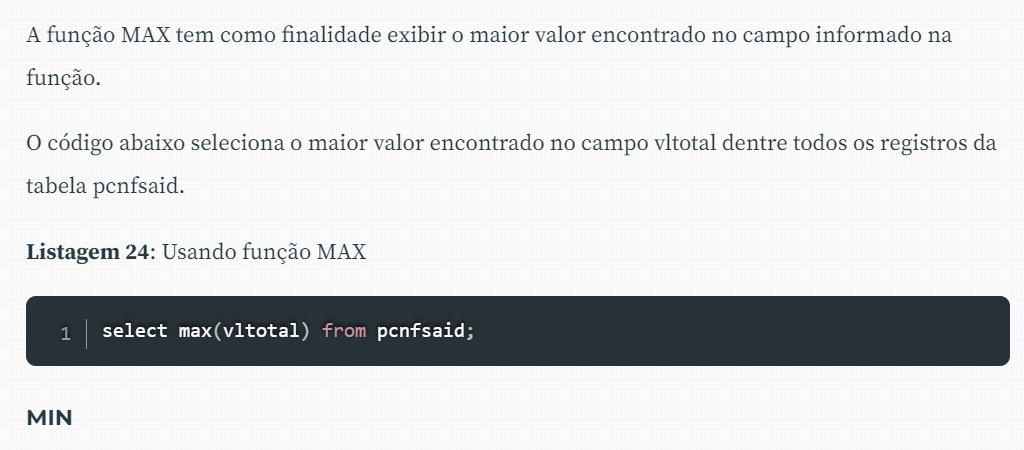 A função MAX tem como finalidade exibir o maior valor encontrado no campo informado na
função.
O código abaixo seleciona o maior valor encontrado no campo vltotal dentre todos os registros da
tabela pcnfsaid.
Listagem 24: Usando função MAX
1 select max(vltotal) from pcnfsaid;
MIN